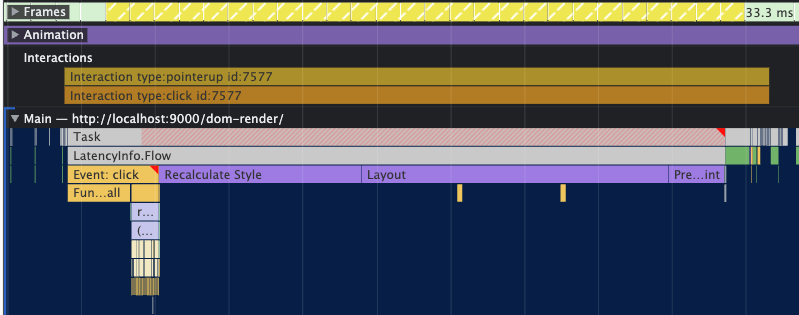 Frames
33.3 ms
Animation
Interactions
Interaction type:pointerup id:7577
Interaction type:click id:7577
Main — http://localhost:9000/dom-render/
Task
LatencyInfo.Flow
Event: click Recalculate Style Layout Pre…int
Fun…all
r…
(…